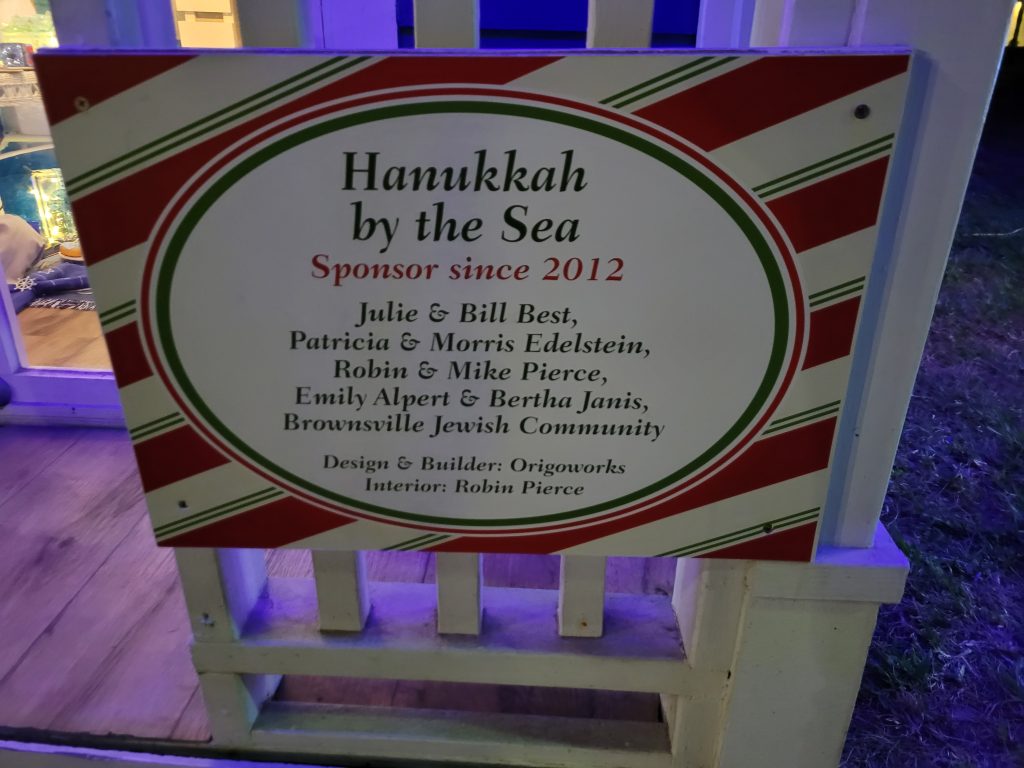 Hanukkah
by the Sea
Sponsor since 2012
Julie & Bill Best,
Patricia & Morris Edelstein,
Robin & Mike Pierce,
Emily Alpert & Bertha Janis,
Brownsville Jewish Community
Design & Builder: Origoworks
Interior: Robin Pierce